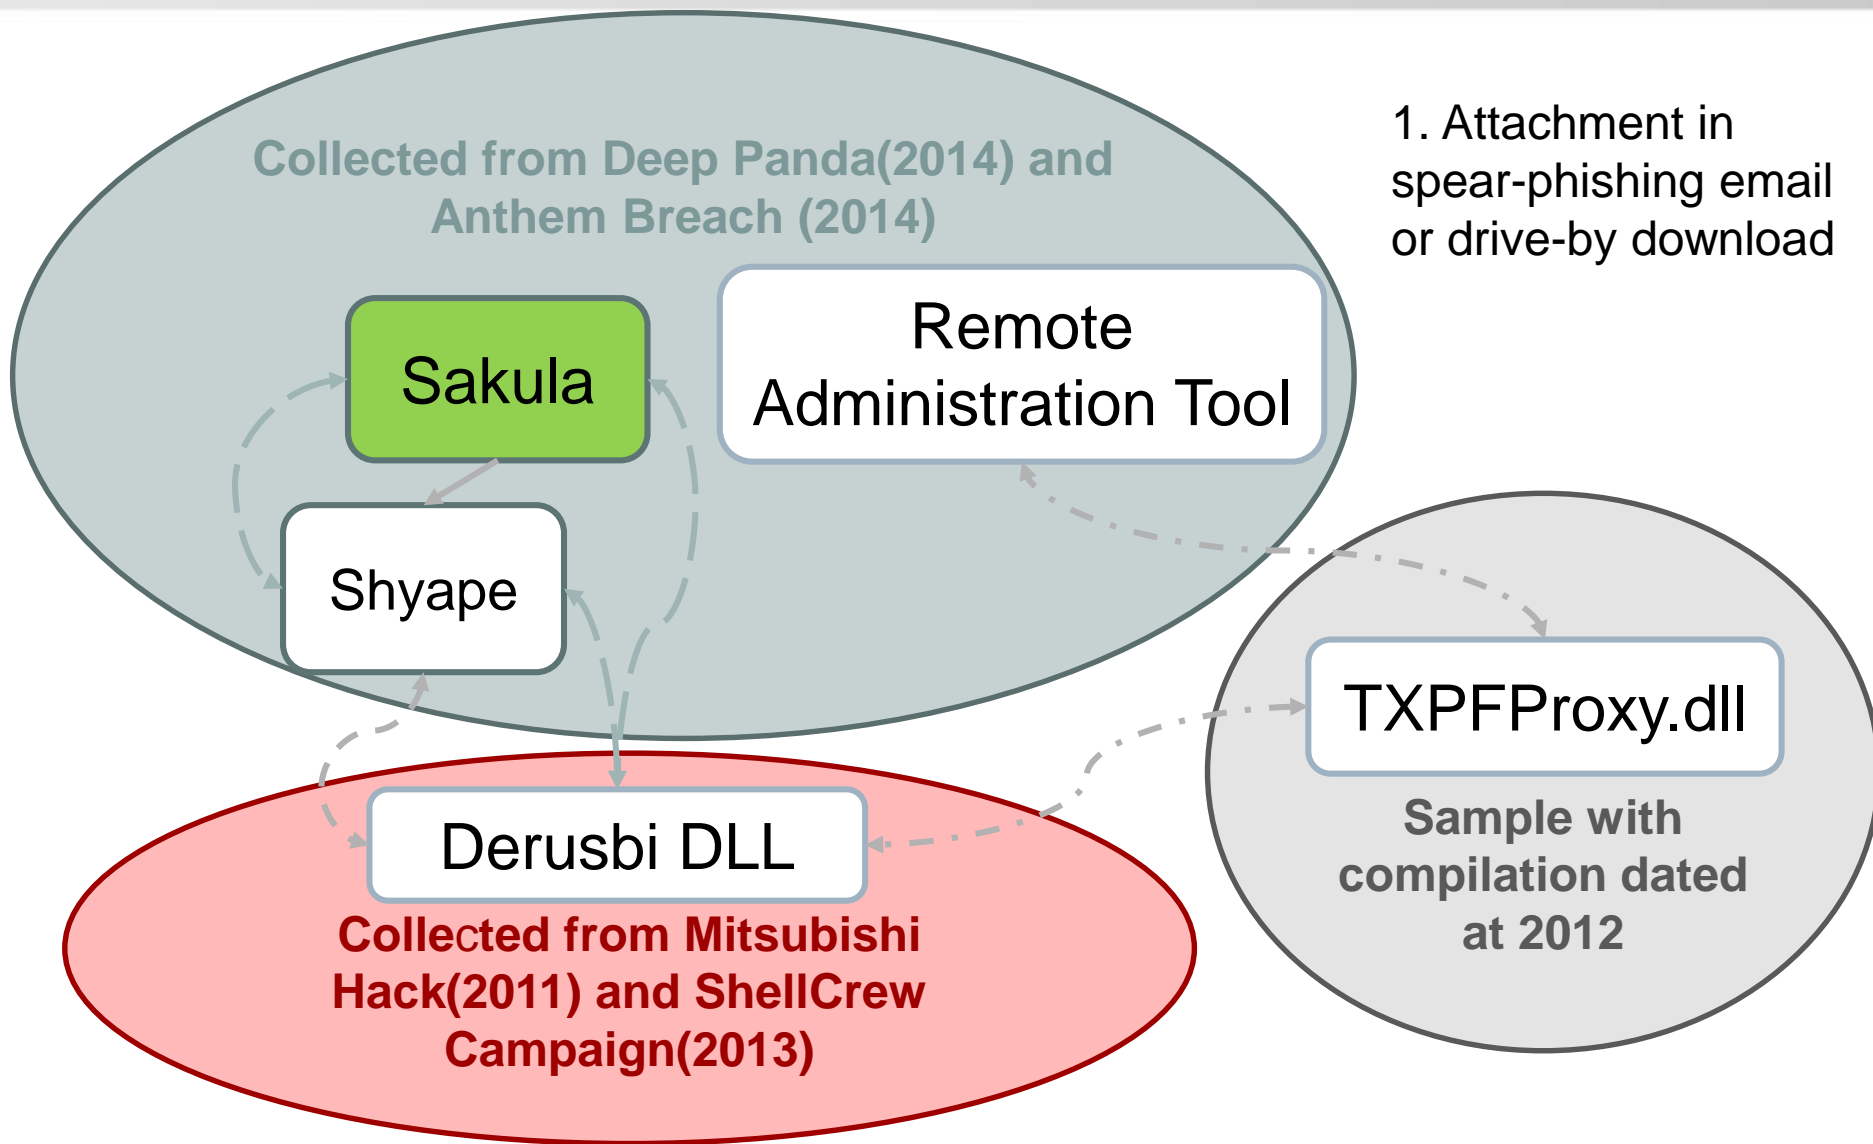 Collected from Deep Panda(2014) and
Anthem Breach (2014)
1. Attachment in
spear-phishing email
or drive-by download
Sakula
Remote
Administration Tool
Shyape
TXPFProxy.dll
Sample with
compilation dated
at 2012
Derusbi DLL
Collected from Mitsubishi
Hack(2011) and ShellCrew
Campaign(2013)